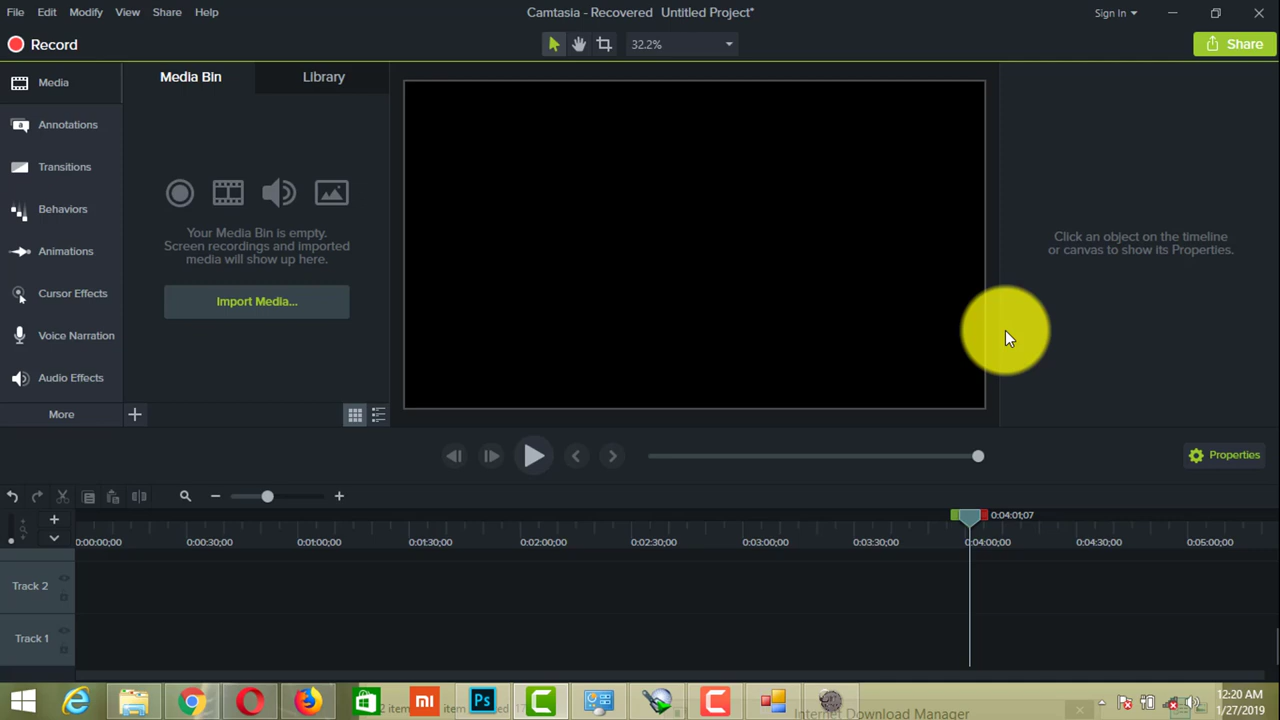 File Edit Modify View Share Help
Camtasia - Recovered Untitled Project*
Sign In
Record
32.2%
Share
Media
Annotations
Transitions
Behaviors
Animations
Cursor Effects
Voice Narration
Audio Effects
More
Media Bin
Library
Your Media Bin is empty.
Screen recordings and imported
media will show up here.
Import Media...
Click an object on the timeline
or canvas to show its Properties.
Properties
0:04:01;07
0:00:00;00 0:00:30;00 0:01:00;00 0:01:30;00 0:02:00;00 0:02:30;00 0:03:00;00 0:03:30;00 0:04:00;00 0:04:30;00 0:05:00;00
Track 2
Track 1
Ps
Internet Download Manager
12:20 AM
1/27/2019